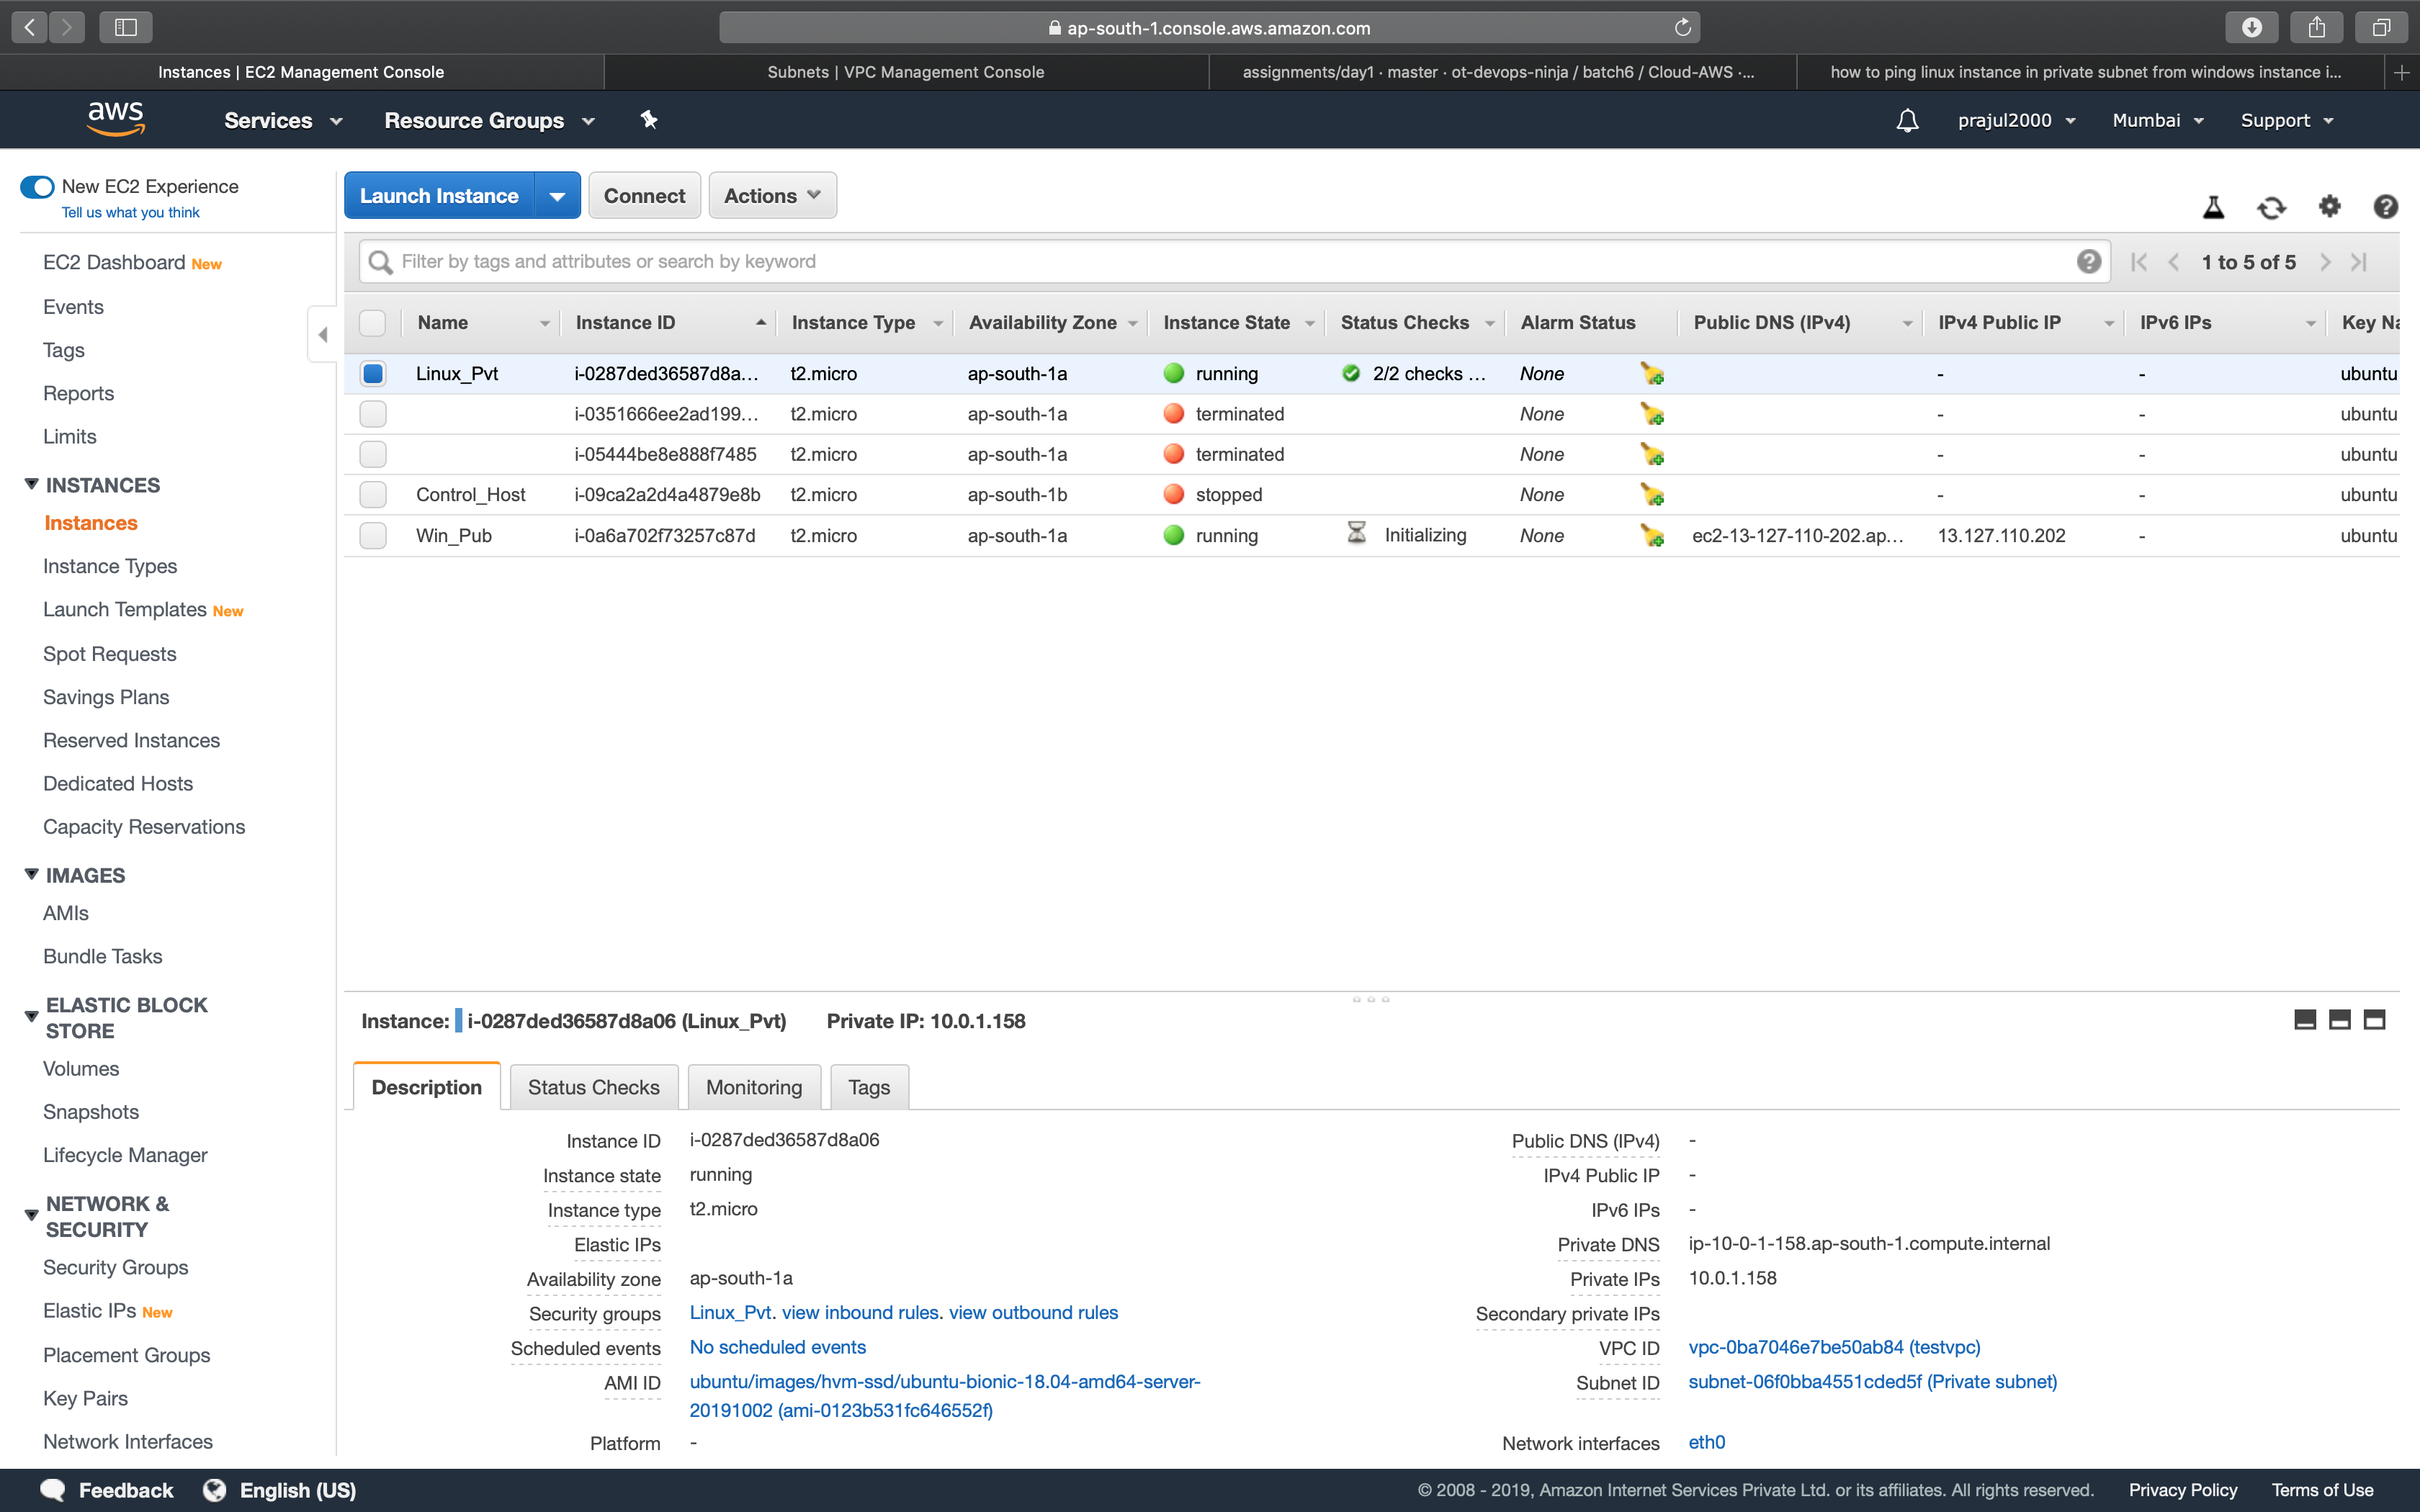 ap-south-1.console.aws.amazon.com
Instances | EC2 Management Console
Subnets | VPC Management Console
assignments/day1 · master · ot-devops-ninja / batch6 / Cloud-AWS ·...
how to ping linux instance in private subnet from windows instance i...
aws
Services
Resource Groups
prajul2000
Mumbai
Support
New EC2 Experience
Tell us what you think
EC2 Dashboard New
Events
Tags
Reports
Limits
INSTANCES
Instances
Instance Types
Launch Templates New
Spot Requests
Savings Plans
Reserved Instances
Dedicated Hosts
Capacity Reservations
IMAGES
AMIs
Bundle Tasks
ELASTIC BLOCK
STORE
Volumes
Snapshots
Lifecycle Manager
NETWORK &
SECURITY
Security Groups
Elastic IPs New
Placement Groups
Key Pairs
Network Interfaces
Launch Instance
Connect
Actions
Filter by tags and attributes or search by keyword
1 to 5 of 5
Name Instance ID Instance Type Availability Zone Instance State Status Checks Alarm Status Public DNS (IPv4) IPv4 Public IP IPv6 IPs Key Na
Linux_Pvt i-0287ded36587d8a... t2.micro ap-south-1a running 2/2 checks ... None - - ubuntu
i-0351666ee2ad199... t2.micro ap-south-1a terminated None - - ubuntu
i-05444be8e888f7485 t2.micro ap-south-1a terminated None - - ubuntu
Control_Host i-09ca2a2d4a4879e8b t2.micro ap-south-1b stopped None - - ubuntu
Win_Pub i-0a6a702f73257c87d t2.micro ap-south-1a running Initializing None ec2-13-127-110-202.ap... 13.127.110.202 - ubuntu
Instance: i-0287ded36587d8a06 (Linux_Pvt) Private IP: 10.0.1.158
Description
Status Checks
Monitoring
Tags
Instance ID i-0287ded36587d8a06
Instance state running
Instance type t2.micro
Elastic IPs
Availability zone ap-south-1a
Security groups Linux_Pvt. view inbound rules. view outbound rules
Scheduled events No scheduled events
AMI ID ubuntu/images/hvm-ssd/ubuntu-bionic-18.04-amd64-server-
20191002 (ami-0123b531fc646552f)
Platform -
Public DNS (IPv4) -
IPv4 Public IP -
IPv6 IPs -
Private DNS ip-10-0-1-158.ap-south-1.compute.internal
Private IPs 10.0.1.158
Secondary private IPs
VPC ID vpc-0ba7046e7be50ab84 (testvpc)
Subnet ID subnet-06f0bba4551cded5f (Private subnet)
Network interfaces eth0
Feedback
English (US)
© 2008 - 2019, Amazon Internet Services Private Ltd. or its affiliates. All rights reserved.
Privacy Policy
Terms of Use